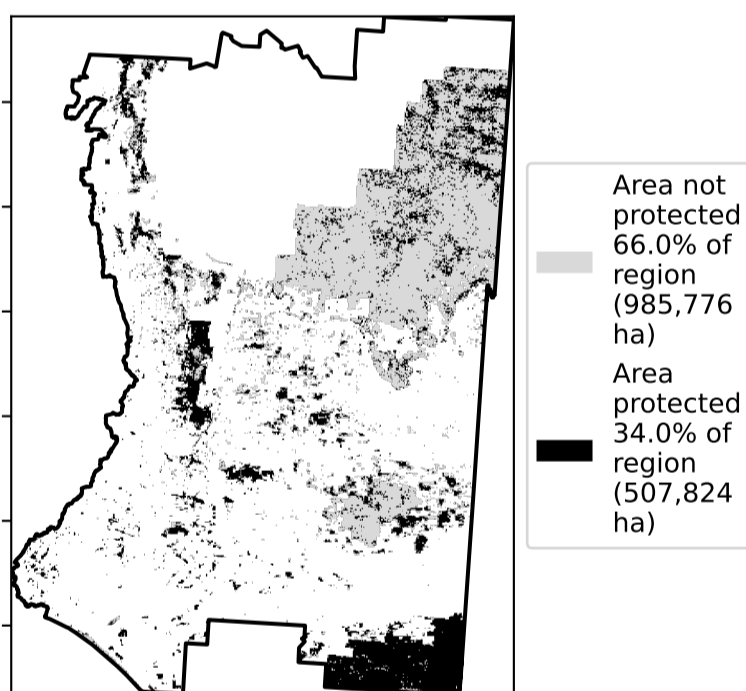 Area not
protected
66.0% of
region
(985,776
ha)
Area
protected
34.0% of
region
(507,824
ha)